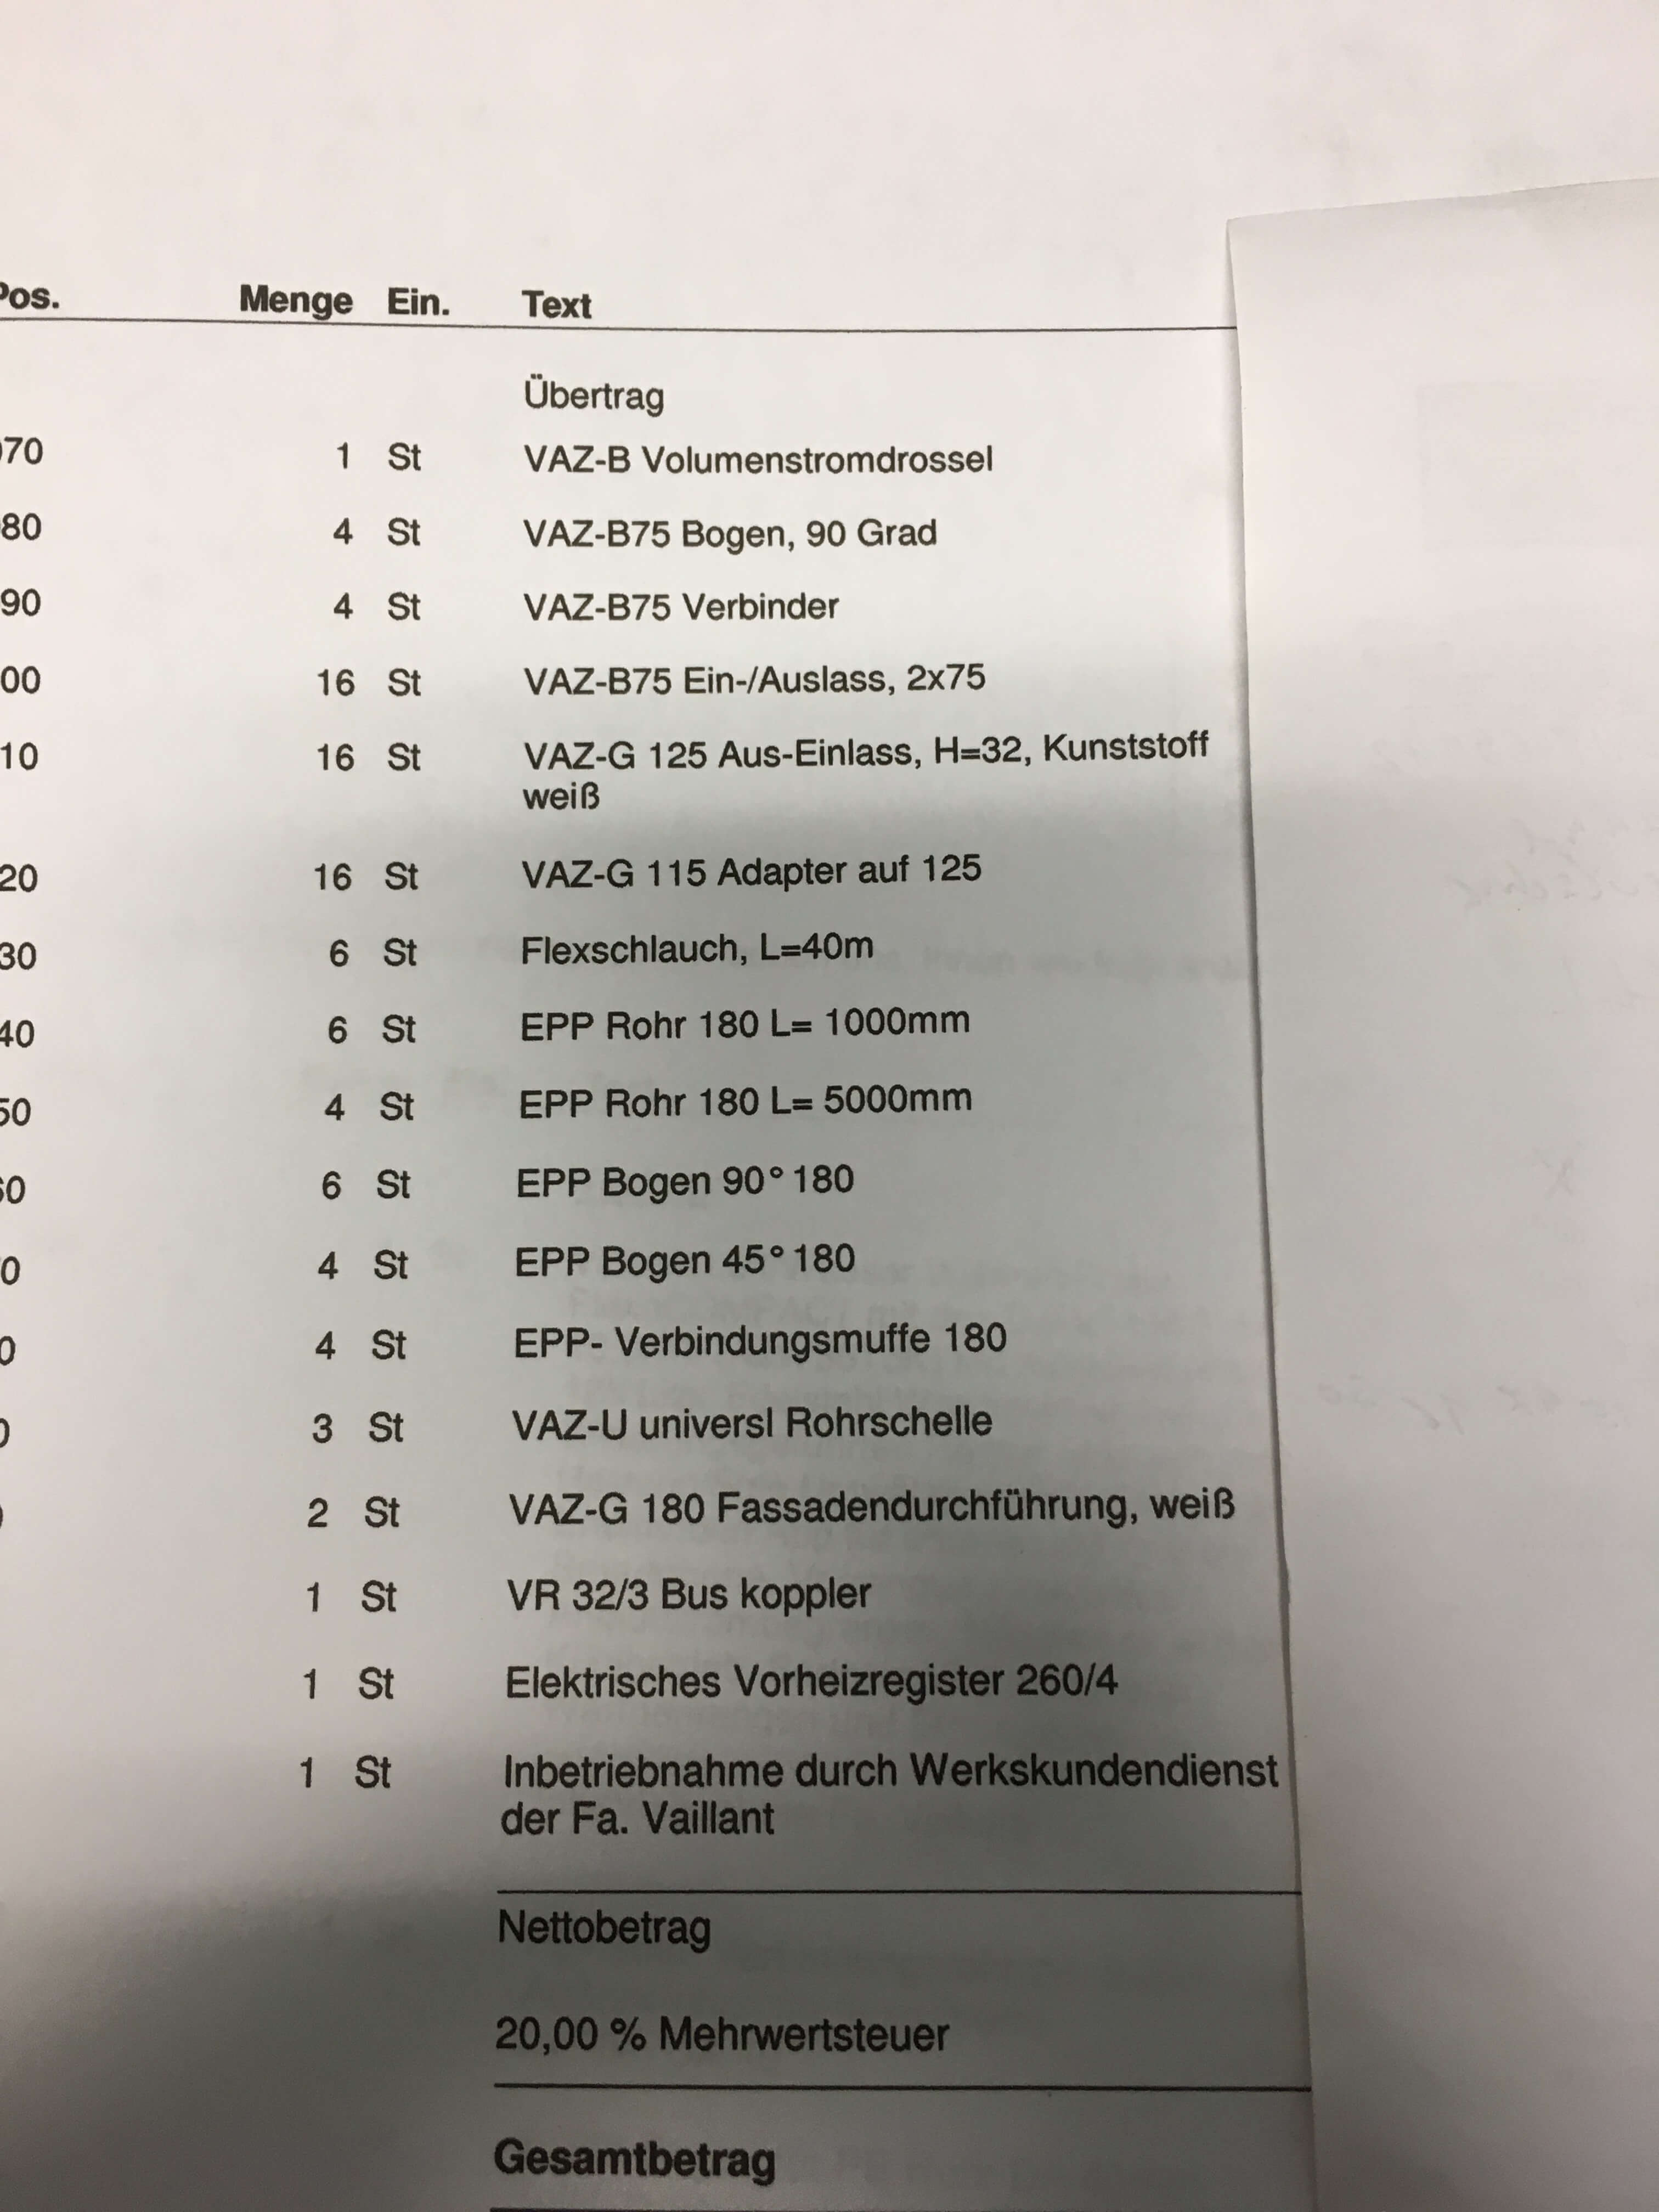 Pos. Menge Ein. Text
Übertrag
070 1 St VAZ-B Volumenstromdrossel
80 4 St VAZ-B75 Bogen, 90 Grad
90 4 St VAZ-B75 Verbinder
00 16 St VAZ-B75 Ein-/Auslass, 2x75
10 16 St VAZ-G 125 Aus-Einlass, H=32, Kunststoff
weiß
20 16 St VAZ-G 115 Adapter auf 125
30 6 St Flexschlauch, L=40m
40 6 St EPP Rohr 180 L= 1000mm
50 4 St EPP Rohr 180 L= 5000mm
60 6 St EPP Bogen 90° 180
0 4 St EPP Bogen 45° 180
0 4 St EPP- Verbindungsmuffe 180
0 3 St VAZ-U universl Rohrschelle
2 St VAZ-G 180 Fassadendurchführung, weiß
1 St VR 32/3 Bus koppler
1 St Elektrisches Vorheizregister 260/4
1 St Inbetriebnahme durch Werkskundendienst
der Fa. Vaillant
Nettobetrag
20,00 % Mehrwertsteuer
Gesamtbetrag